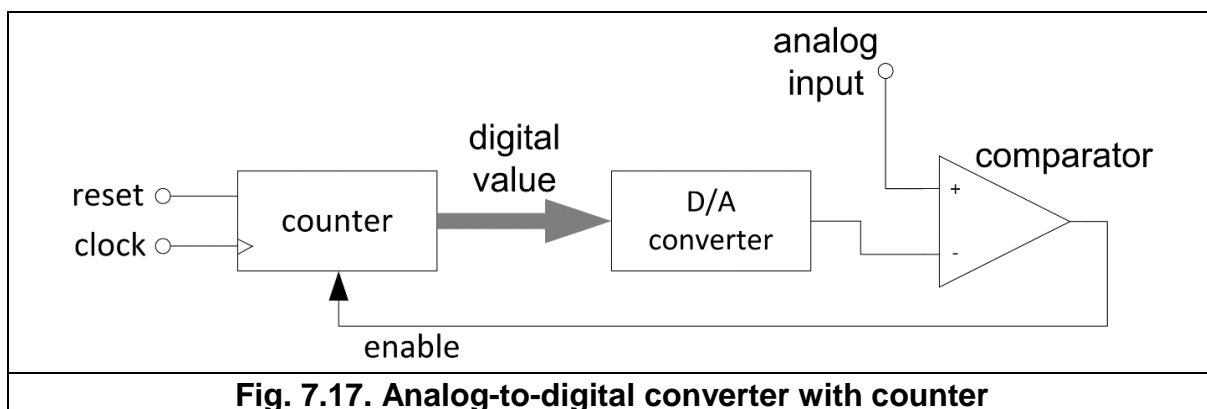 analog
input
digital
value
comparator
reset
clock
counter
D/A
converter
+
-
enable
Fig. 7.17. Analog-to-digital converter with counter